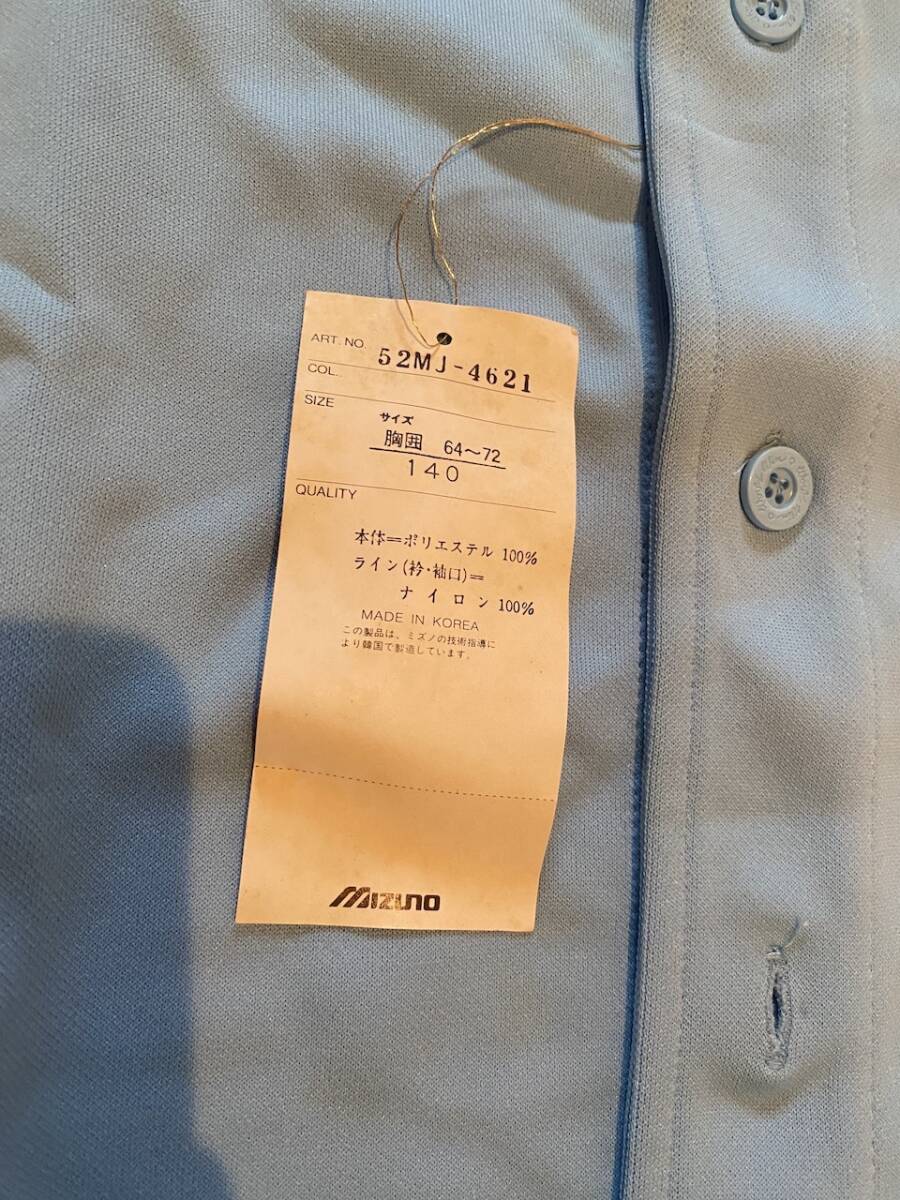 ART. NO. 52MJ-4621
COL.
SIZE
サイズ
胸囲 64〜72
140
QUALITY
本体=ポリエステル 100%
ライン(衿・袖口)=
ナイロン 100%
MADE IN KOREA
この製品は、ミズノの技術指導に
より韓国で製造しています。
MIZUNO